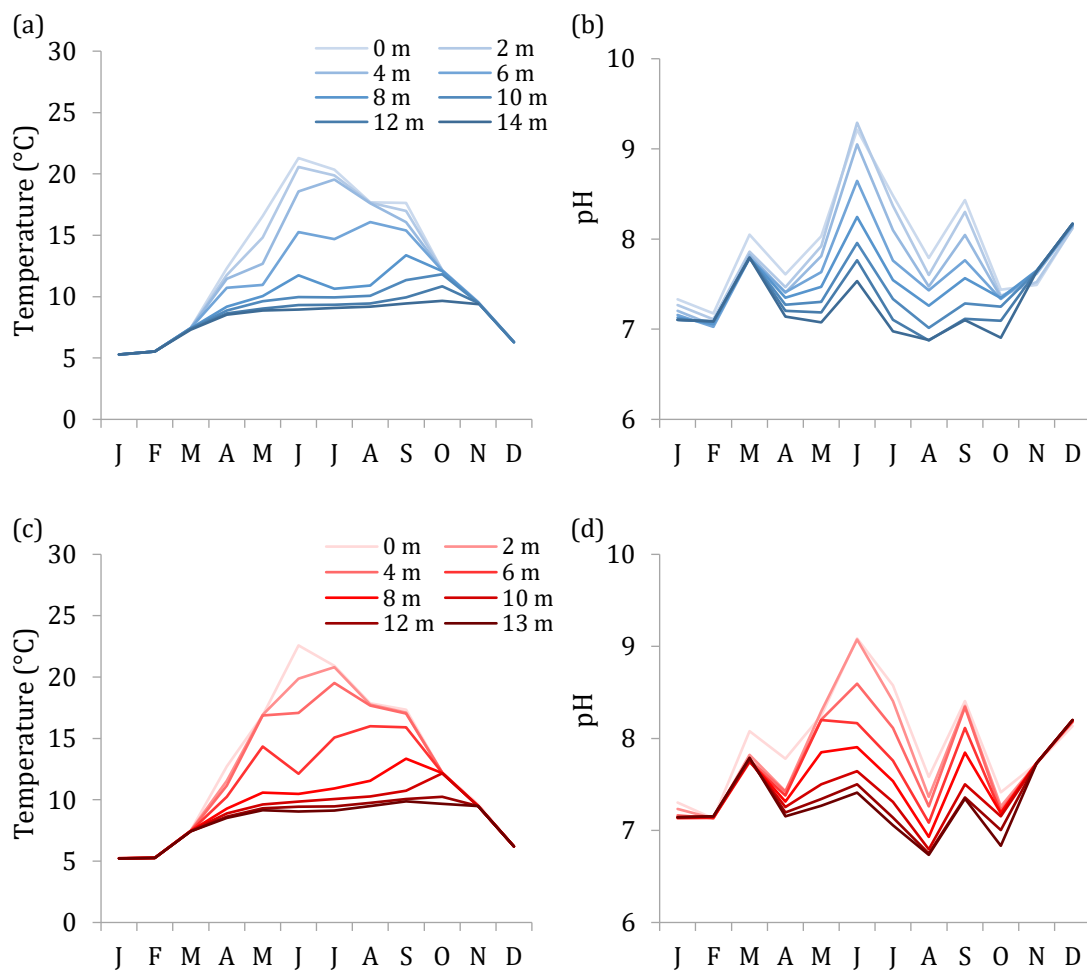 (a)
30
25
20
15
10
5
0
Temperature (°C)
0 m 2 m
4 m 6 m
8 m 10 m
12 m 14 m
J F M A M J J A S O N D
(b)
10
9
8
7
6
pH
J F M A M J J A S O N D
(c)
30
25
20
15
10
5
0
Temperature (°C)
0 m 2 m
4 m 6 m
8 m 10 m
12 m 13 m
J F M A M J J A S O N D
(d)
10
9
8
7
6
pH
J F M A M J J A S O N D